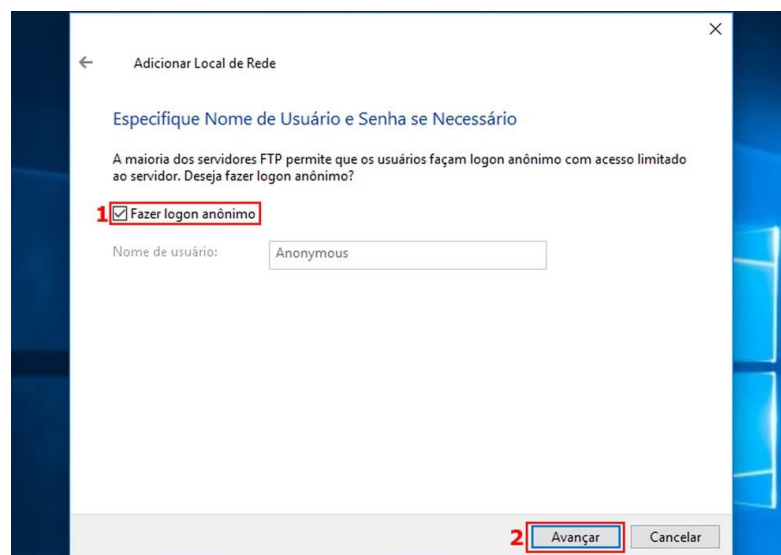 Adicionar Local de Rede
Especifique Nome de Usuário e Senha se Necessário
A maioria dos servidores FTP permite que os usuários façam logon anônimo com acesso limitado
ao servidor. Deseja fazer logon anônimo?
1 Fazer logon anônimo
Nome de usuário: Anonymous
2 Avançar Cancelar